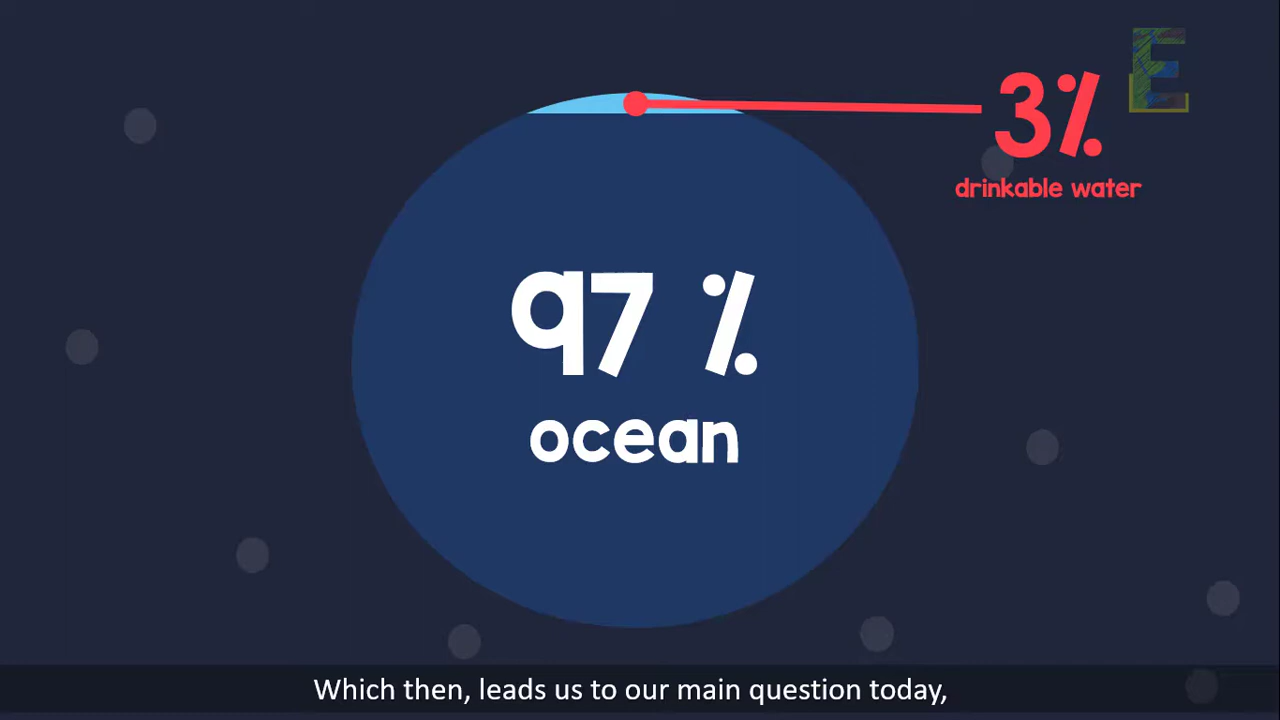 E
3%
drinkable water
97 %
ocean
Which then, leads us to our main question today,